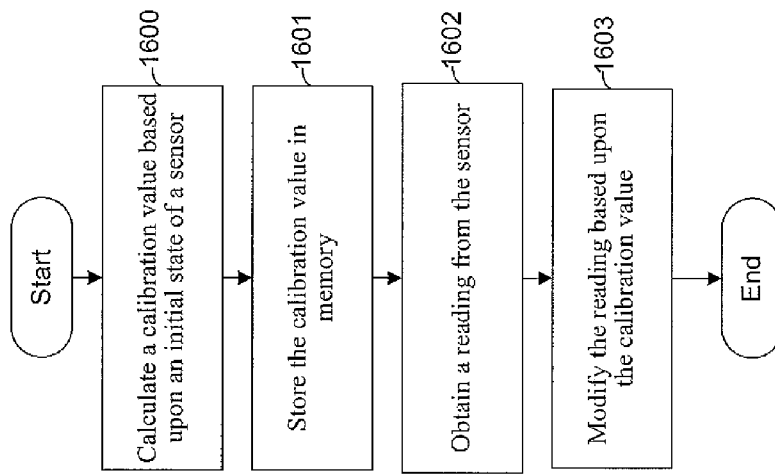 Start
1600
Calculate a calibration value based
upon an initial state of a sensor
1601
Store the calibration value in
memory
1602
Obtain a reading from the sensor
1603
Modify the reading based upon
the calibration value
End